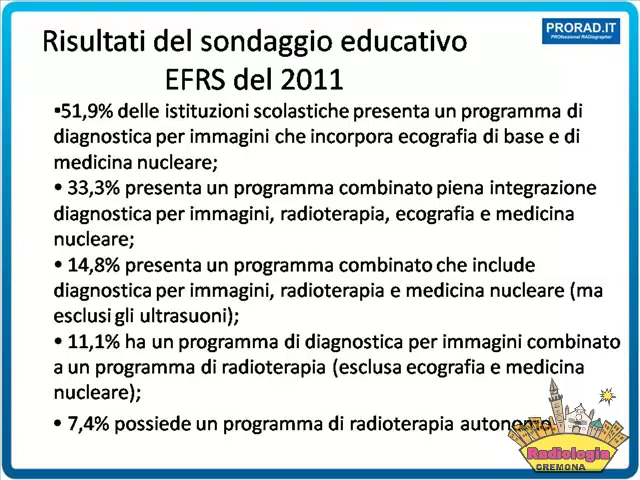 PRORAD.IT
PROfessional RADiographer
Risultati del sondaggio educativo
EFRS del 2011
▪51,9% delle istituzioni scolastiche presenta un programma di
diagnostica per immagini che incorpora ecografia di base e di
medicina nucleare;
• 33,3% presenta un programma combinato piena integrazione
diagnostica per immagini, radioterapia, ecografia e medicina
nucleare;
• 14,8% presenta un programma combinato che include
diagnostica per immagini, radioterapia e medicina nucleare (ma
esclusi gli ultrasuoni);
• 11,1% ha un programma di diagnostica per immagini combinato
a un programma di radioterapia (esclusa ecografia e medicina
nucleare);
• 7,4% possiede un programma di radioterapia autonomo.
Radiologia
CREMONA